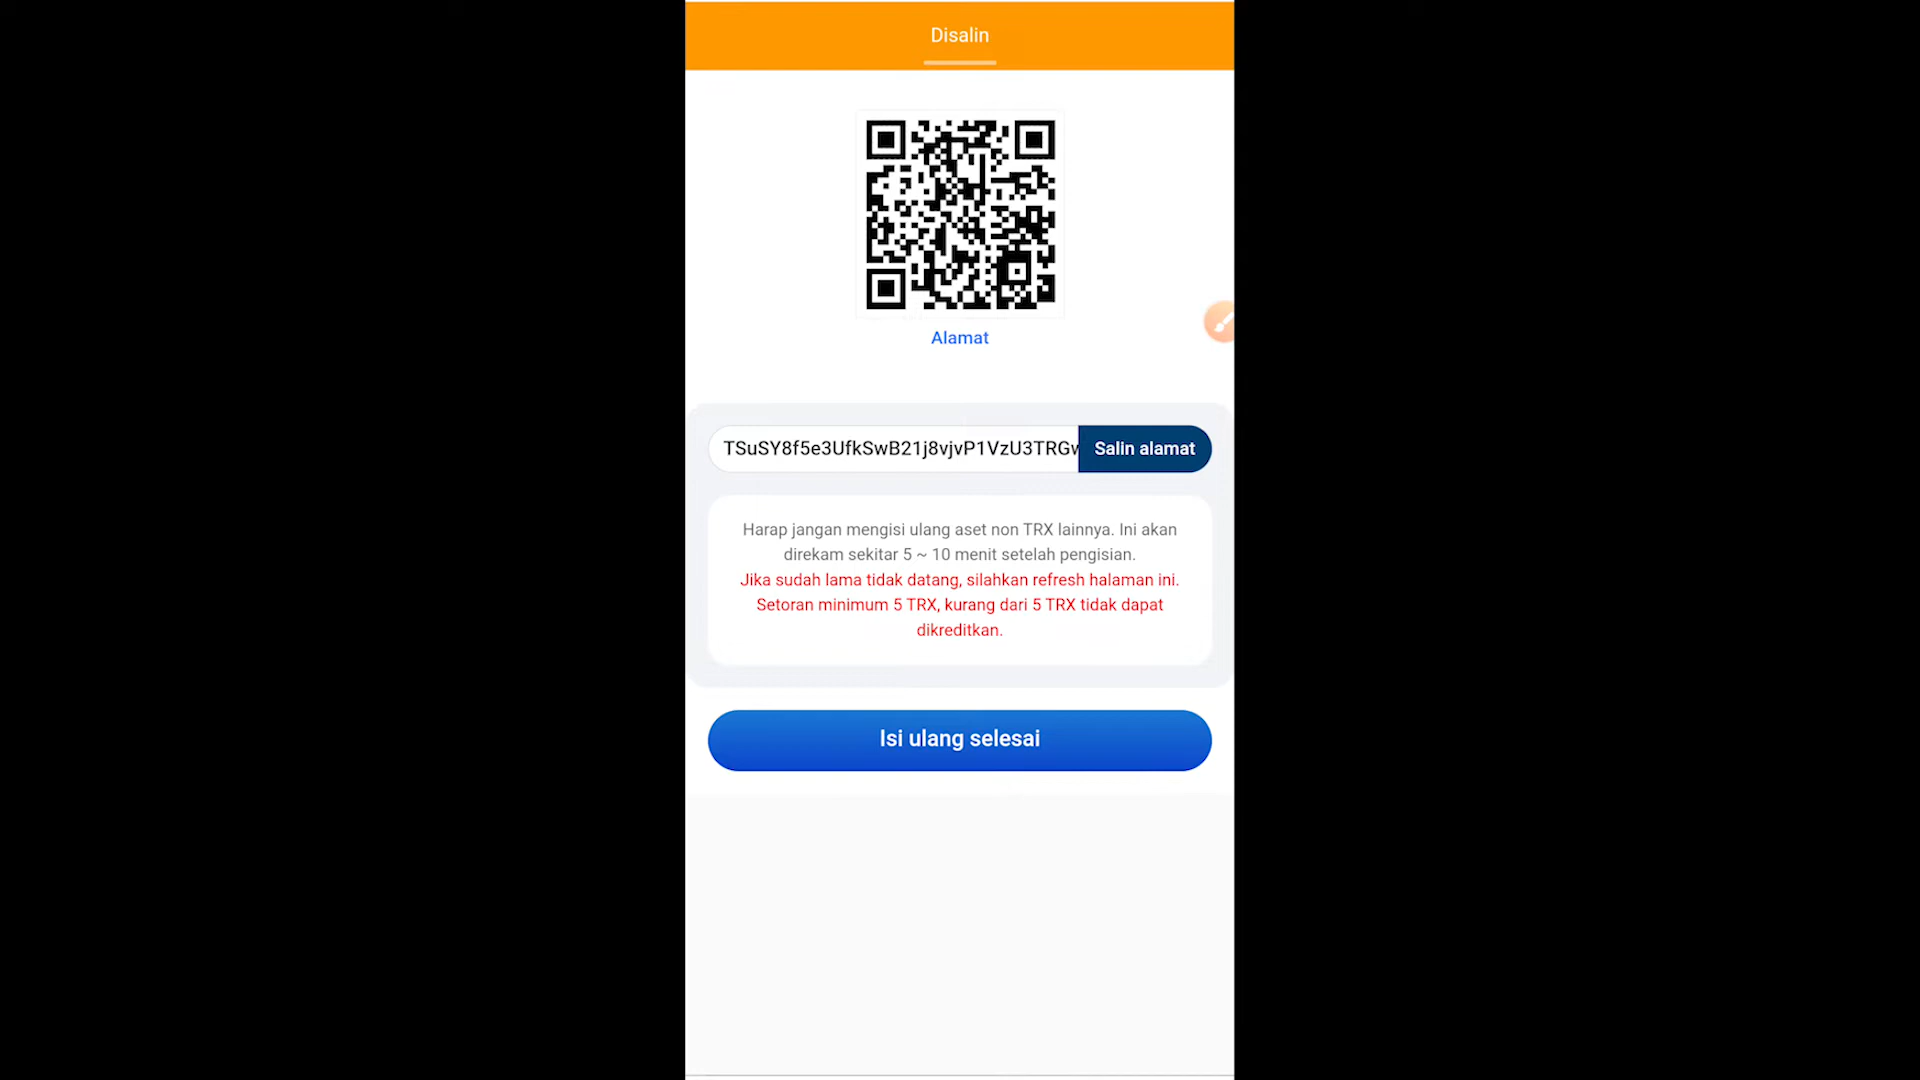 Disalin
Alamat
TSuSY8f5e3UfkSwB21j8vjvP1VzU3TRGw
Salin alamat
Harap jangan mengisi ulang aset non TRX lainnya. Ini akan
direkam sekitar 5 ~ 10 menit setelah pengisian.
Jika sudah lama tidak datang, silahkan refresh halaman ini.
Setoran minimum 5 TRX, kurang dari 5 TRX tidak dapat
dikreditkan.
Isi ulang selesai